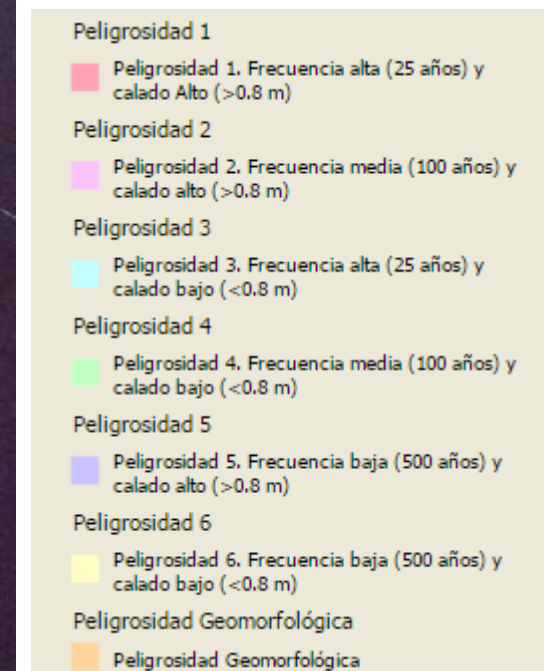 Peligrosidad 1
Peligrosidad 1. Frecuencia alta (25 años) y
calado Alto (>0.8 m)
Peligrosidad 2
Peligrosidad 2. Frecuencia media (100 años) y
calado alto (>0.8 m)
Peligrosidad 3
Peligrosidad 3. Frecuencia alta (25 años) y
calado bajo (<0.8 m)
Peligrosidad 4
Peligrosidad 4. Frecuencia media (100 años) y
calado bajo (<0.8 m)
Peligrosidad 5
Peligrosidad 5. Frecuencia baja (500 años) y
calado alto (>0.8 m)
Peligrosidad 6
Peligrosidad 6. Frecuencia baja (500 años) y
calado bajo (<0.8 m)
Peligrosidad Geomorfológica
Peligrosidad Geomorfológica